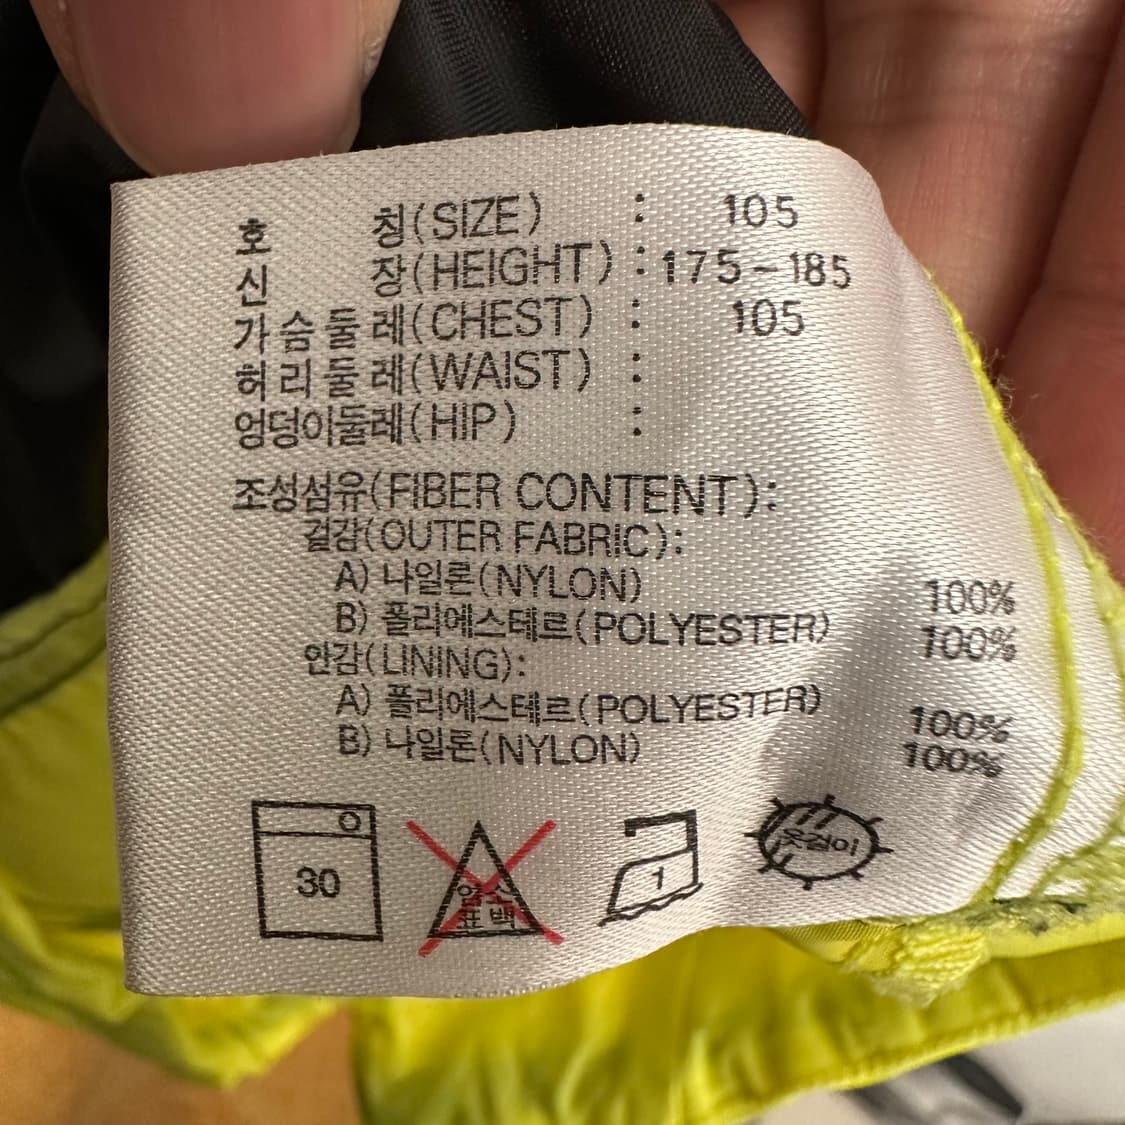 호 칭(SIZE) : 105
신 장(HEIGHT) : 175-185
가슴둘레(CHEST) : 105
허리둘레(WAIST) :
엉덩이둘레(HIP) :
조성섬유(FIBER CONTENT):
겉감(OUTER FABRIC):
A) 나일론(NYLON) 100%
B) 폴리에스테르(POLYESTER) 100%
안감(LINING):
A) 폴리에스테르(POLYESTER) 100%
B) 나일론(NYLON) 100%
30
염소
표백
1
옷걸이